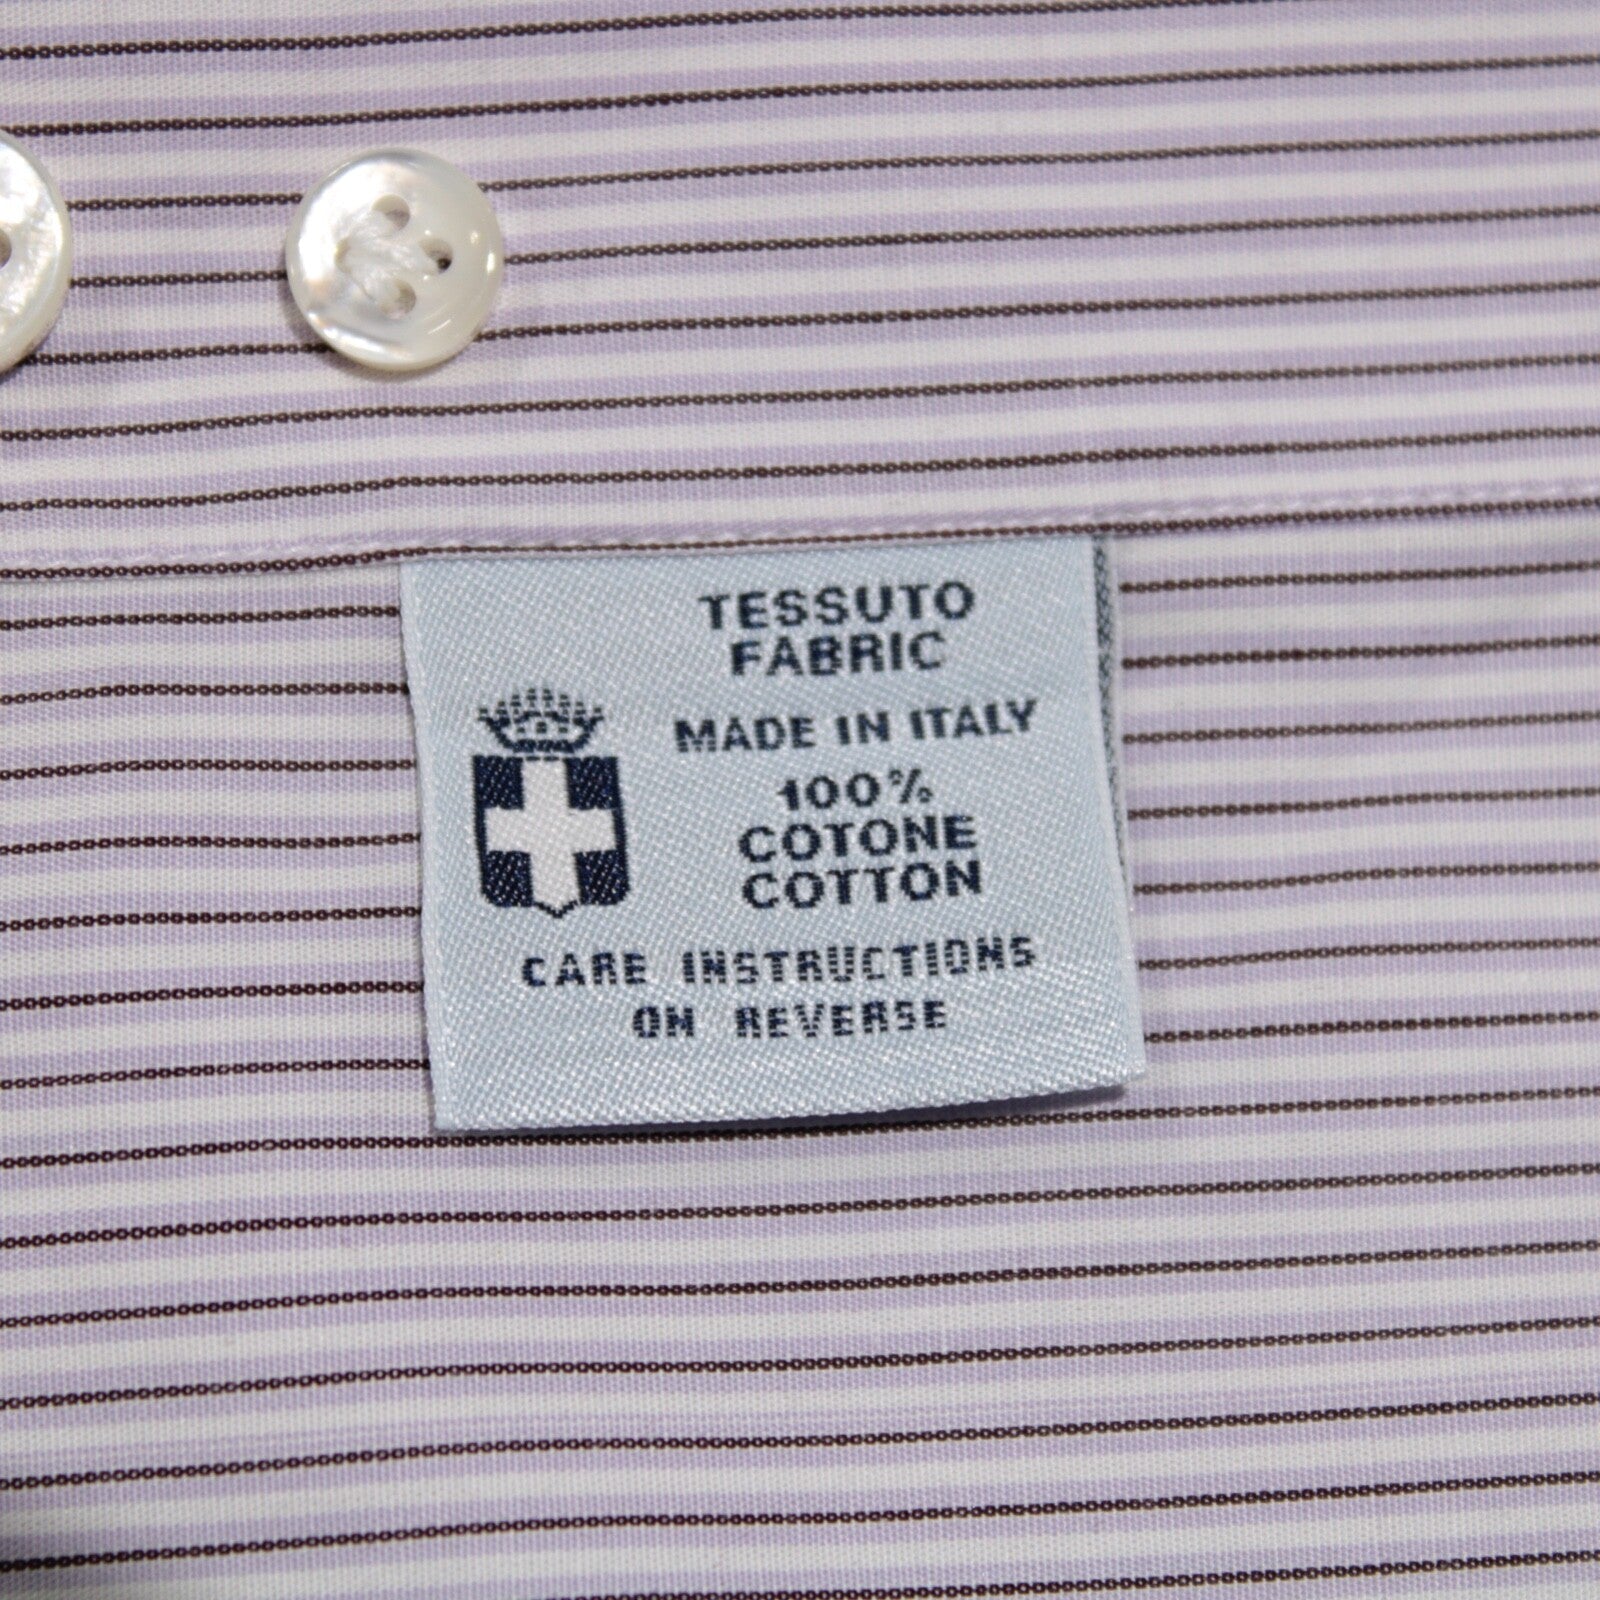 TESSUTO
FABRIC
MADE IN ITALY
100%
COTONE
COTTON
CARE INSTRUCTIONS
ON REVERSE